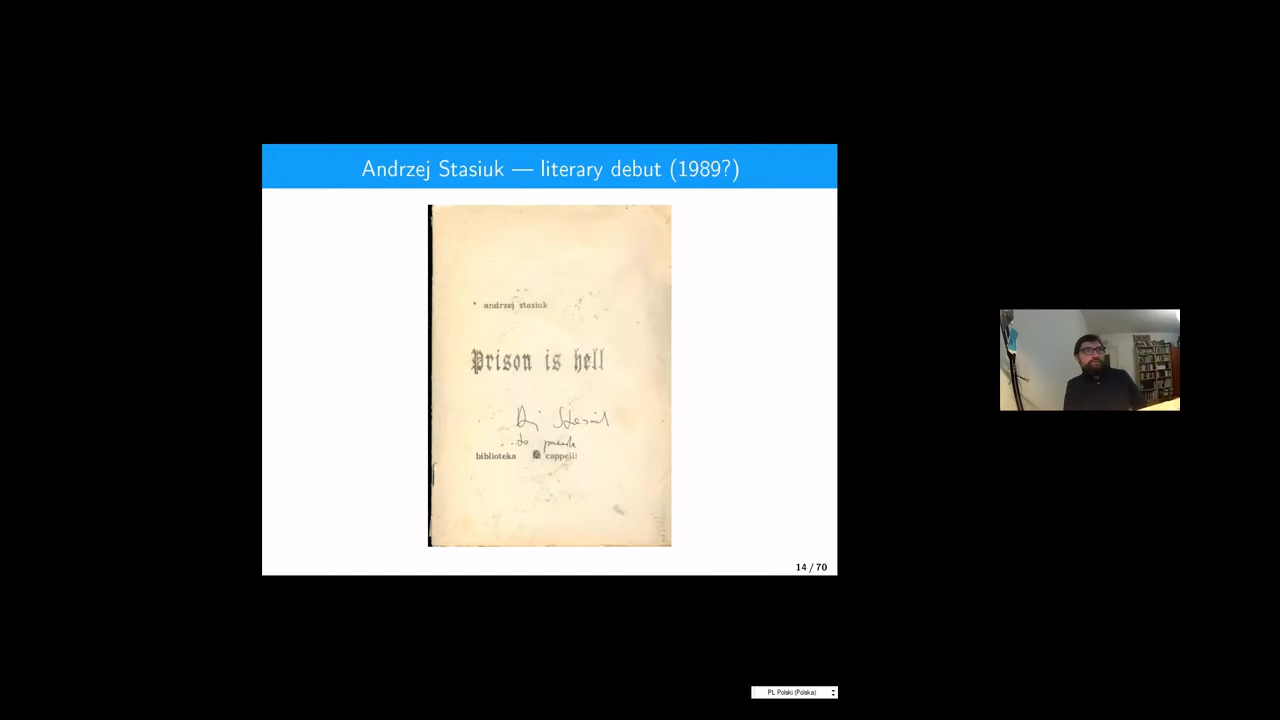 Andrzej Stasiuk — literary debut (1989?)
andrzej stasiuk
Prison is hell
biblioteka cappelli
14 / 70
PL Polski (Polska)